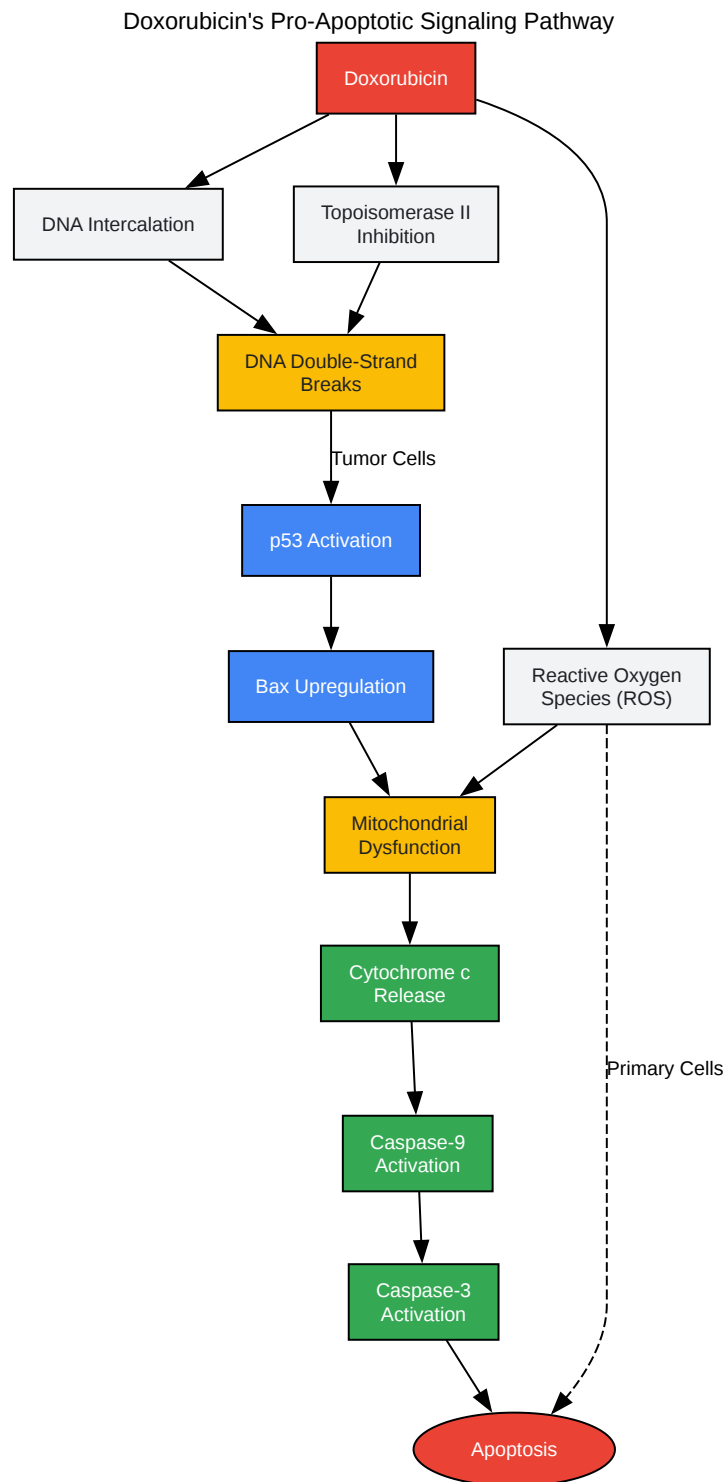 Doxorubicin's Pro-Apoptotic Signaling Pathway
Doxorubicin
DNA Intercalation
Topoisomerase II
Inhibition
DNA Double-Strand
Breaks
Tumor Cells
p53 Activation
Bax Upregulation
Reactive Oxygen
Species (ROS)
Mitochondrial
Dysfunction
Cytochrome c
Release
Primary Cells
Caspase-9
Activation
Caspase-3
Activation
Apoptosis